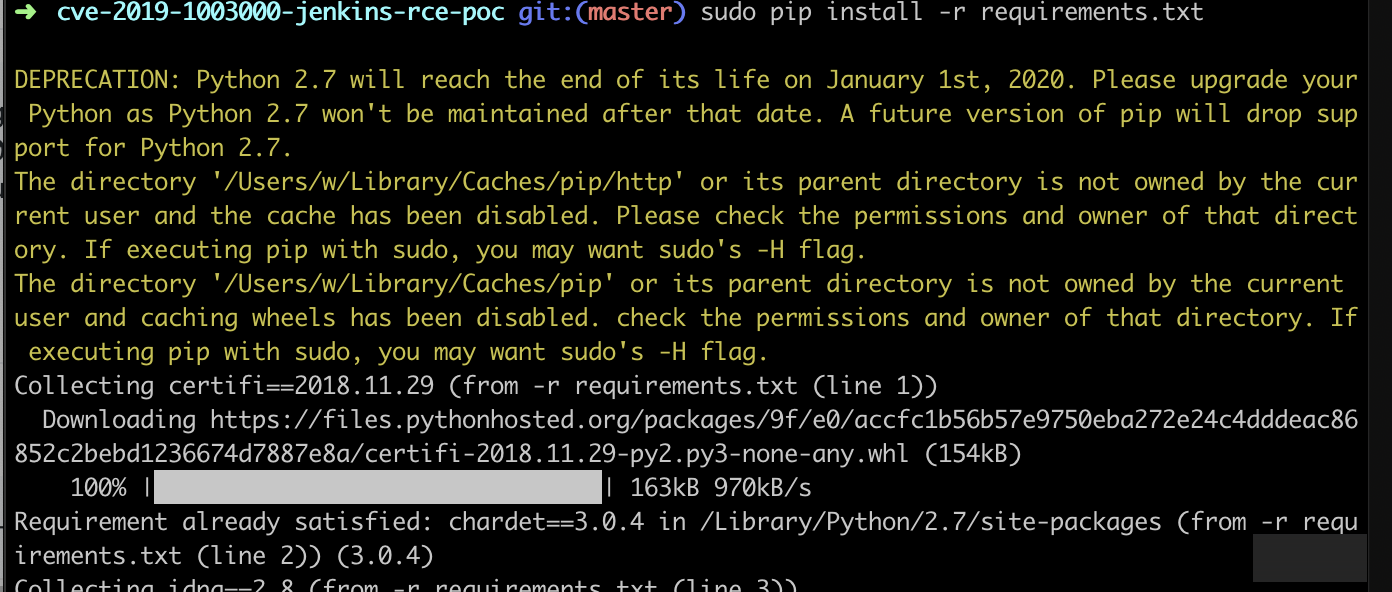 ➜  cve-2019-1003000-jenkins-rce-poc git:(master) sudo pip install -r requirements.txt
DEPRECATION: Python 2.7 will reach the end of its life on January 1st, 2020. Please upgrade your
 Python as Python 2.7 won't be maintained after that date. A future version of pip will drop sup
port for Python 2.7.
The directory '/Users/w/Library/Caches/pip/http' or its parent directory is not owned by the cur
rent user and the cache has been disabled. Please check the permissions and owner of that direct
ory. If executing pip with sudo, you may want sudo's -H flag.
The directory '/Users/w/Library/Caches/pip' or its parent directory is not owned by the current
user and caching wheels has been disabled. check the permissions and owner of that directory. If
 executing pip with sudo, you may want sudo's -H flag.
Collecting certifi==2018.11.29 (from -r requirements.txt (line 1))
  Downloading https://files.pythonhosted.org/packages/9f/e0/accfc1b56b57e9750eba272e24c4dddeac86
852c2bebd1236674d7887e8a/certifi-2018.11.29-py2.py3-none-any.whl (154kB)
    100% |████████████████████████████████| 163kB 970kB/s
Requirement already satisfied: chardet==3.0.4 in /Library/Python/2.7/site-packages (from -r requ
irements.txt (line 2)) (3.0.4)
Collecting idna==2.8 (from -r requirements.txt (line 3))